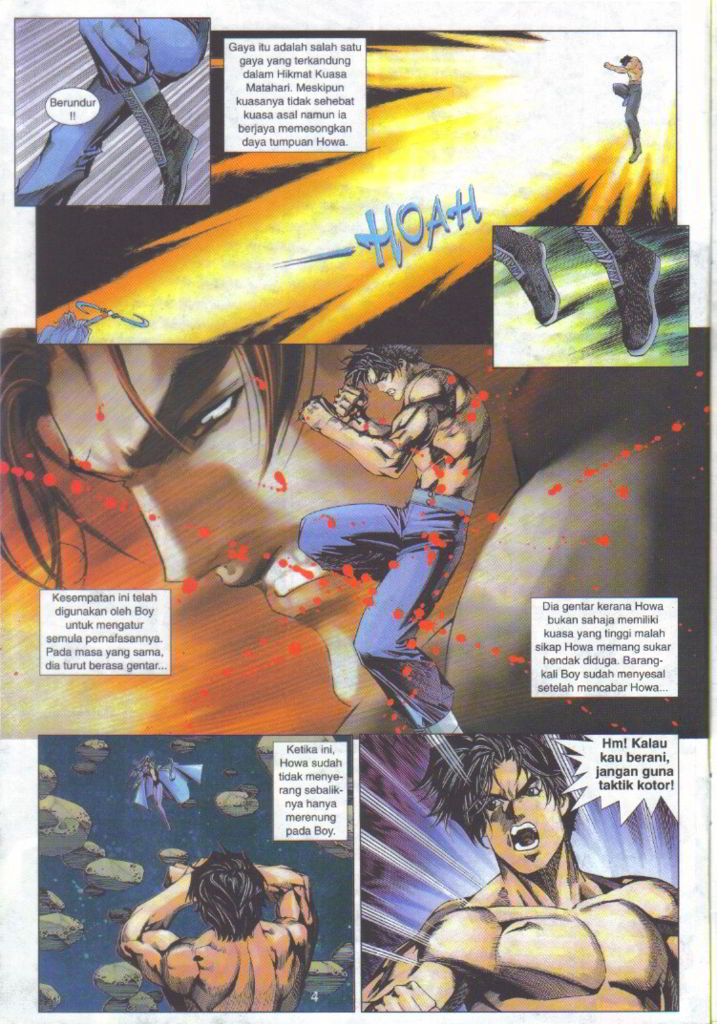 Berundur
!!
Gaya itu adalah salah satu
gaya yang terkandung
dalam Hikmat Kuasa
Matahari. Meskipun
kuasanya tidak sehebat
kuasa asal namun ia
berjaya memesongkan
daya tumpuan Howa.
HOAH
Kesempatan ini telah
digunakan oleh Boy
untuk mengatur
semula pernafasannya.
Pada masa yang sama,
dia turut berasa gentar...
Dia gentar kerana Howa
bukan sahaja memiliki
kuasa yang tinggi malah
sikap Howa memang sukar
hendak diduga. Barang-
kali Boy sudah menyesal
setelah mencabar Howa...
Ketika ini,
Howa sudah
tidak menye-
rang sebalik-
nya hanya
merenung
pada Boy.
Hm! Kalau
kau berani,
jangan guna
taktik kotor!
4